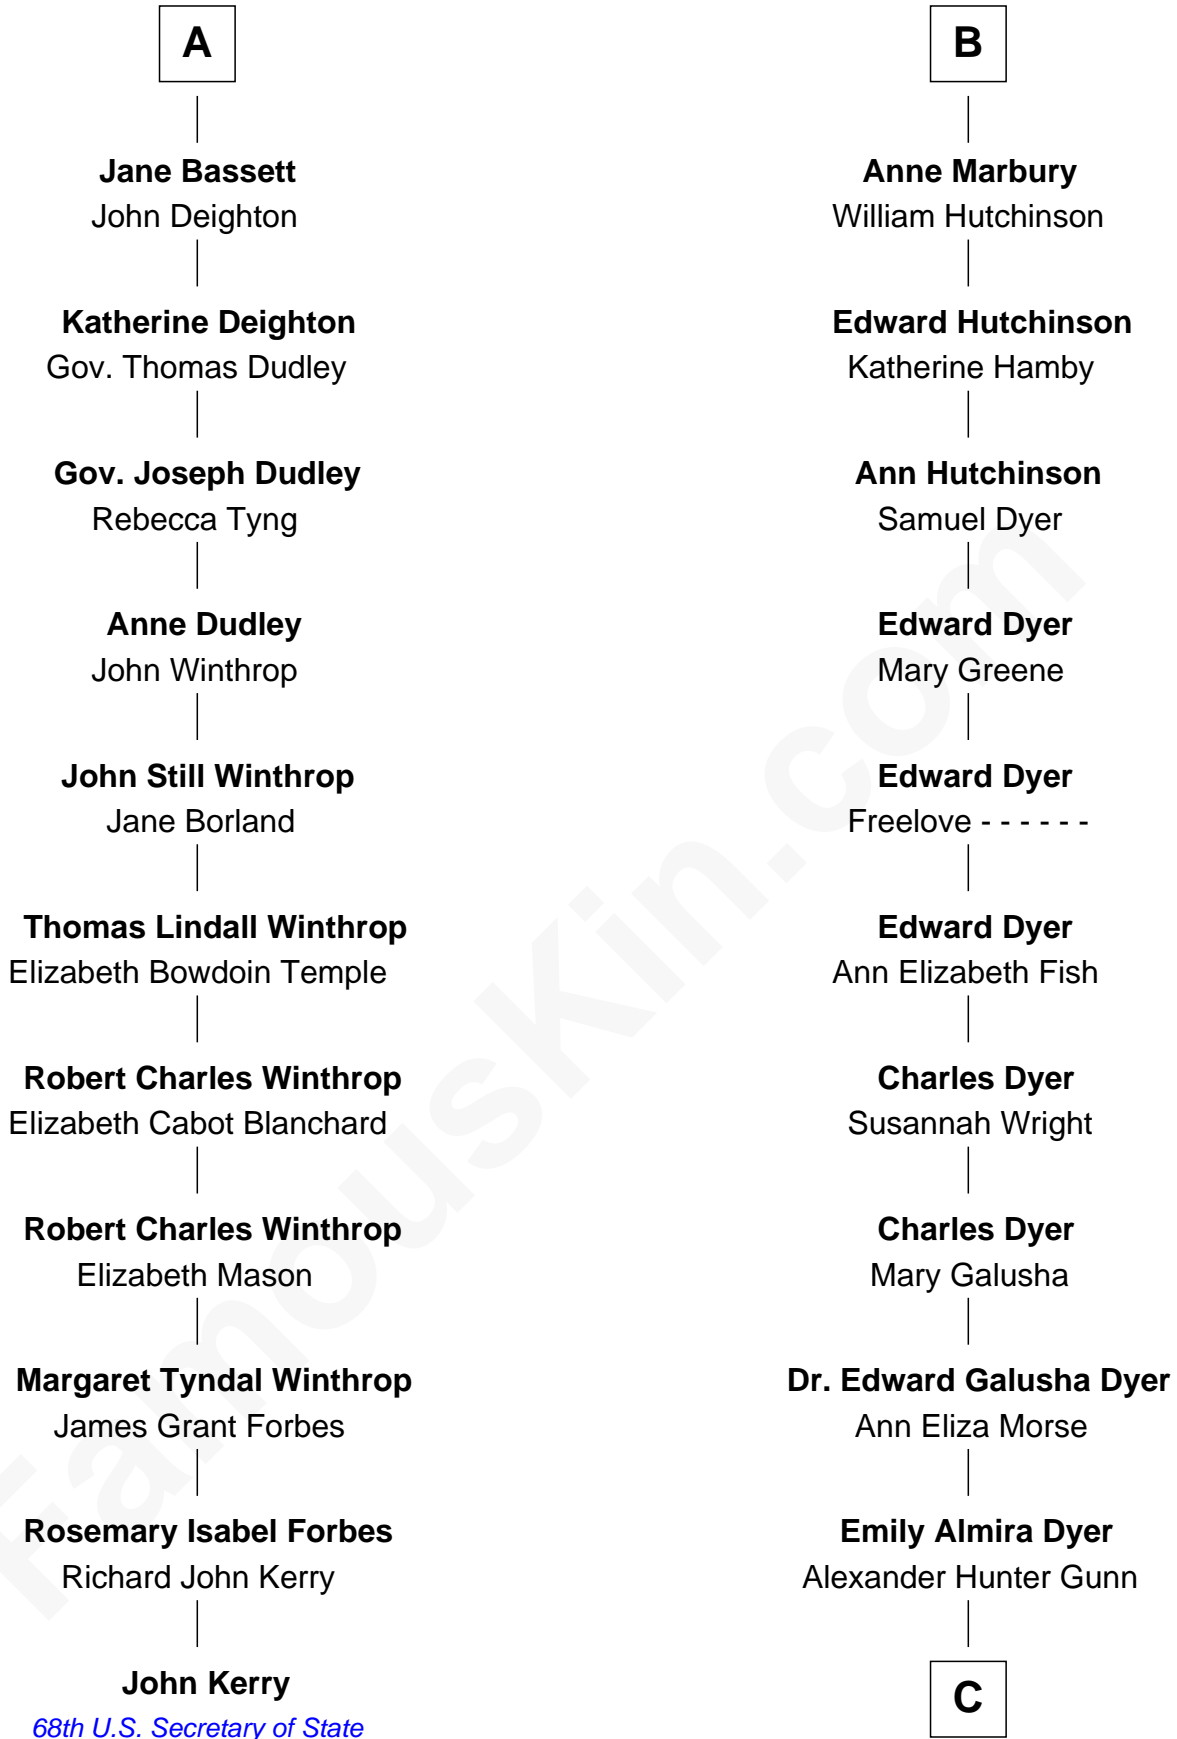 A
Jane Bassett
John Deighton
Katherine Deighton
Gov. Thomas Dudley
Gov. Joseph Dudley
Rebecca Tyng
Anne Dudley
John Winthrop
John Still Winthrop
Jane Borland
Thomas Lindall Winthrop
Elizabeth Bowdoin Temple
Robert Charles Winthrop
Elizabeth Cabot Blanchard
Robert Charles Winthrop
Elizabeth Mason
Margaret Tyndal Winthrop
James Grant Forbes
Rosemary Isabel Forbes
Richard John Kerry
John Kerry
68th U.S. Secretary of State
B
Anne Marbury
William Hutchinson
Edward Hutchinson
Katherine Hamby
Ann Hutchinson
Samuel Dyer
Edward Dyer
Mary Greene
Edward Dyer
Freelove - - - - - -
Edward Dyer
Ann Elizabeth Fish
Charles Dyer
Susannah Wright
Charles Dyer
Mary Galusha
Dr. Edward Galusha Dyer
Ann Eliza Morse
Emily Almira Dyer
Alexander Hunter Gunn
C
FamousKin.com